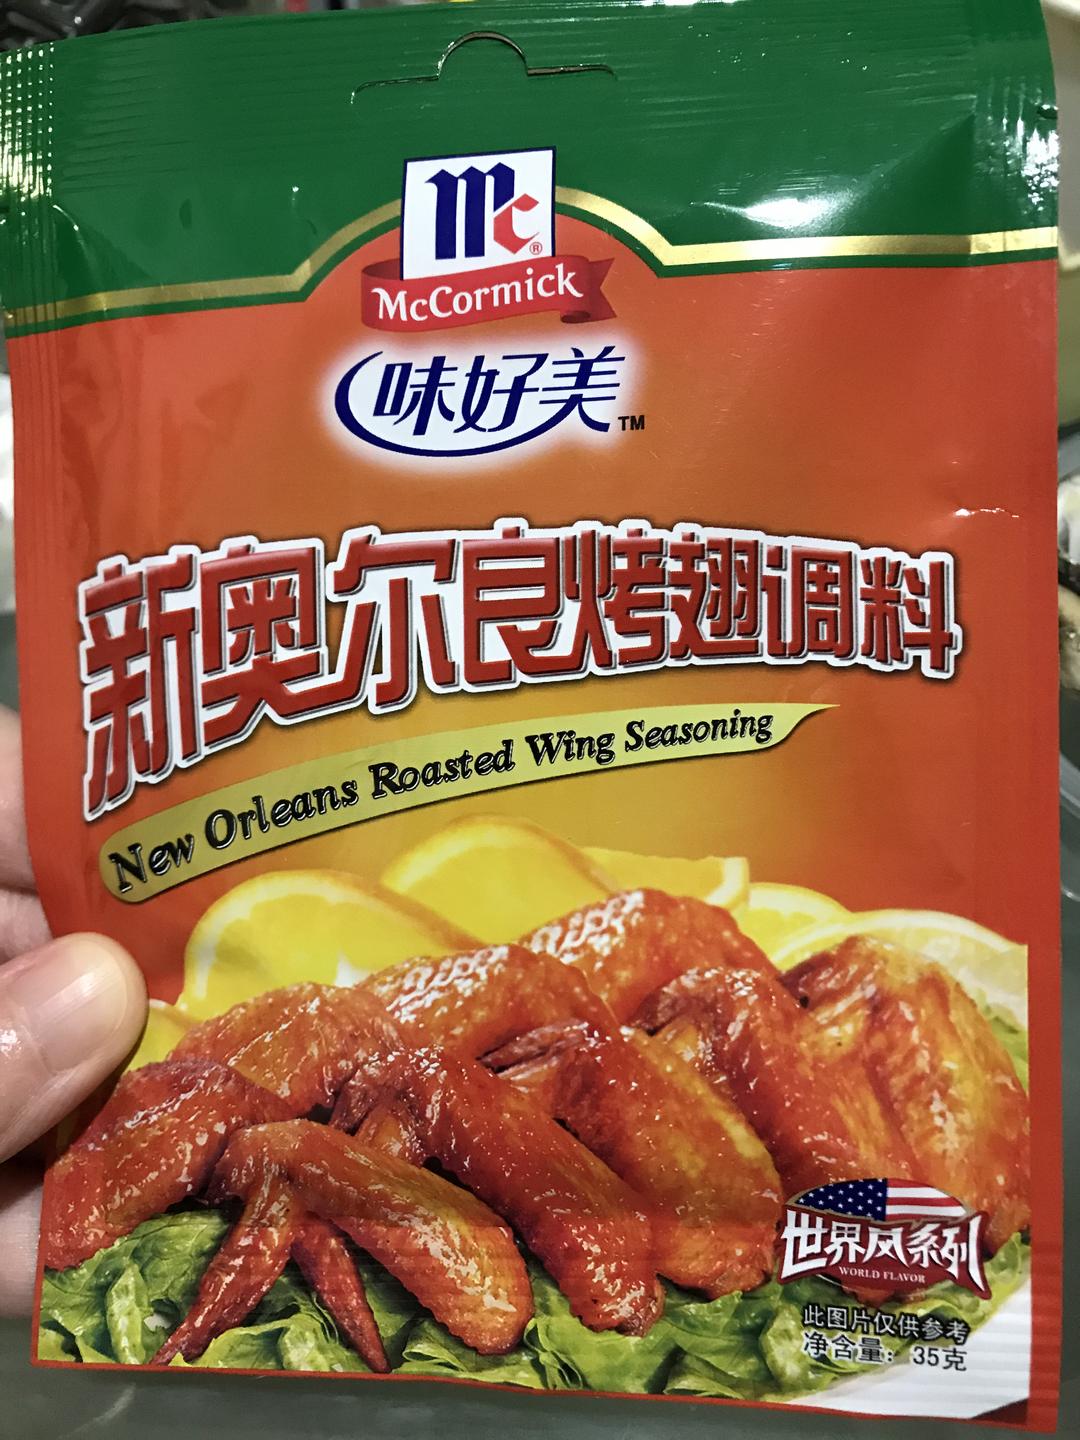 mc®
McCormick
味好美™
新奥尔良烤翅调料
New Orleans Roasted Wing Seasoning
世界风系列
WORLD FLAVOR
此图片仅供参考
净含量：35克